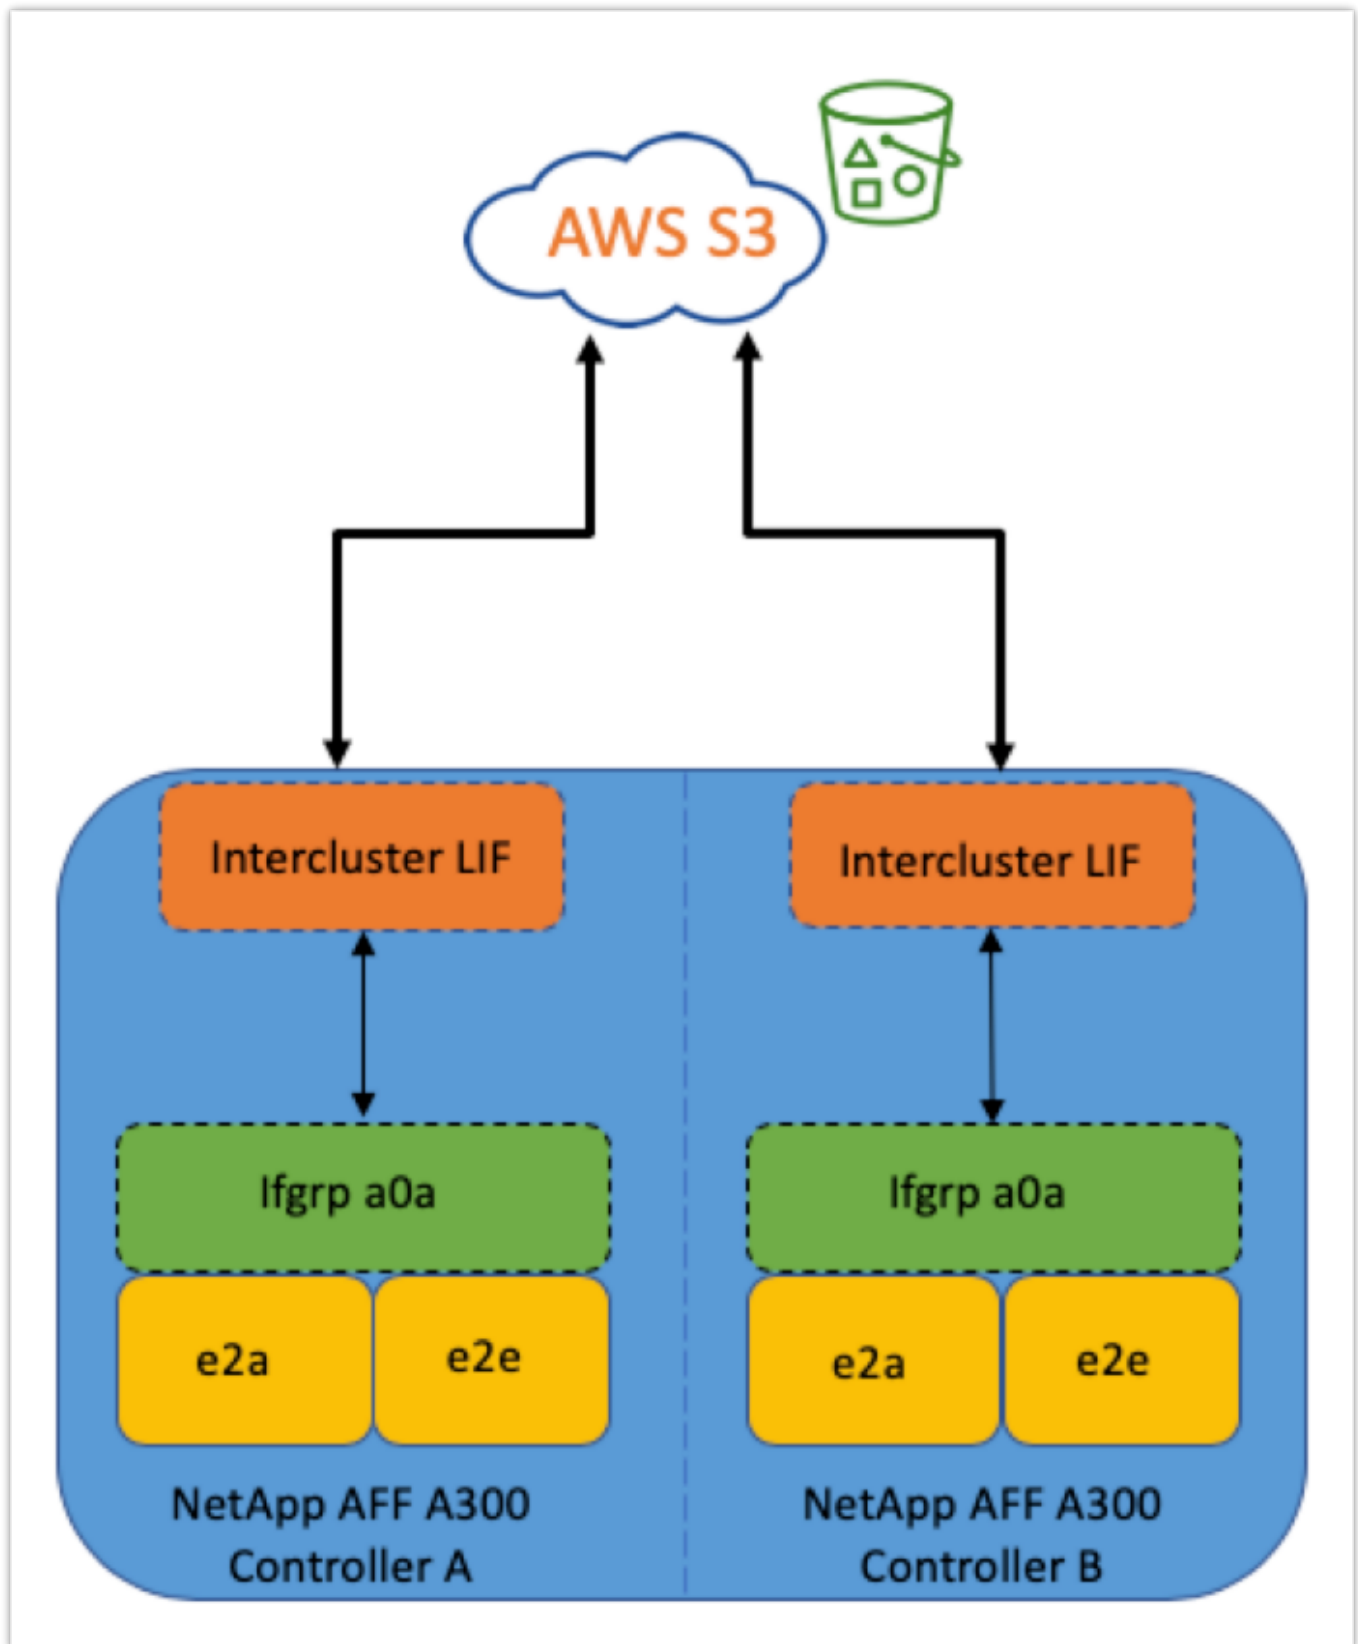 AWS S3
Intercluster LIF
Intercluster LIF
Ifgrp a0a
Ifgrp a0a
e2a
e2e
e2a
e2e
NetApp AFF A300
Controller A
NetApp AFF A300
Controller B